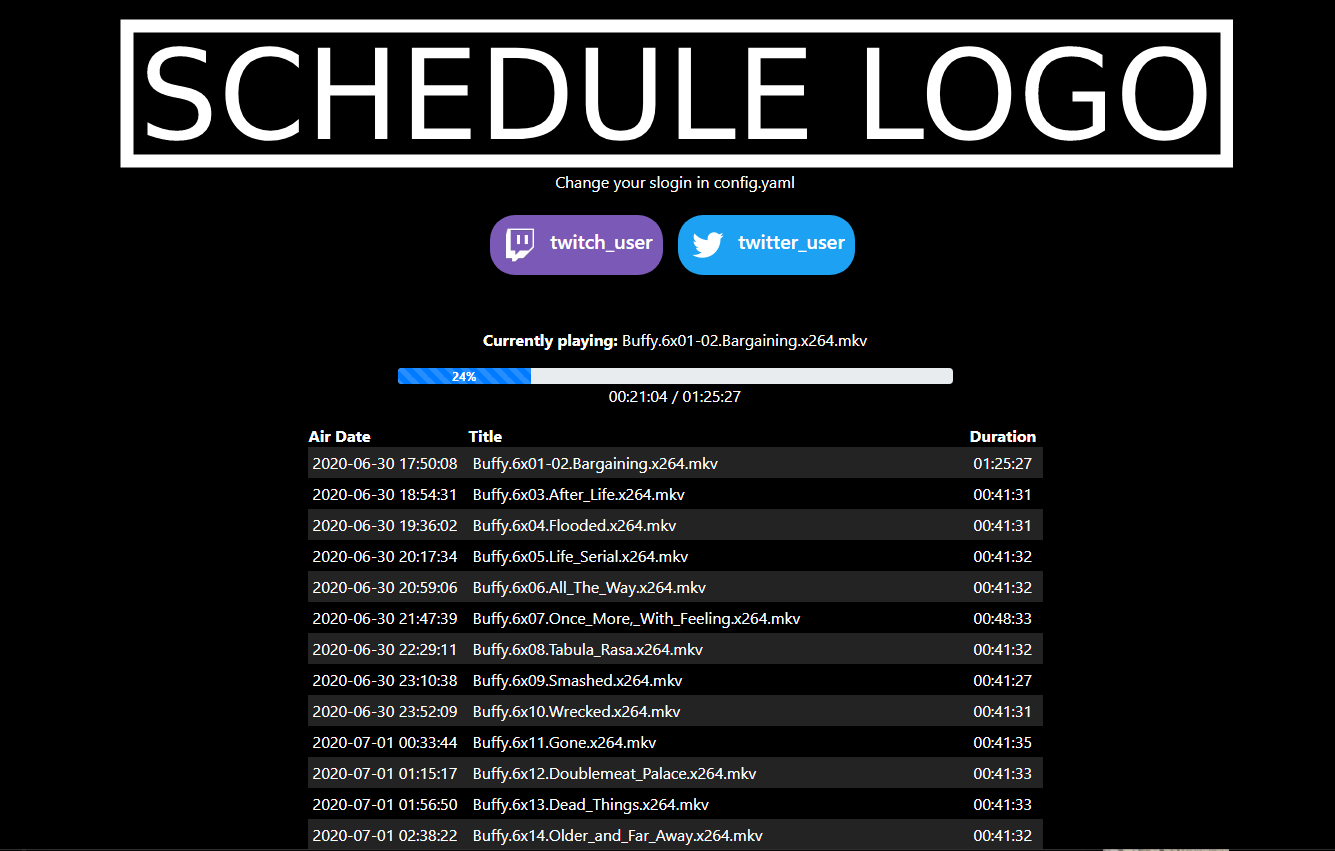 SCHEDULE LOGO
Change your slogin in config.yaml
twitch_user twitter_user
Currently playing: Buffy.6x01-02.Bargaining.x264.mkv
24%
00:21:04 / 01:25:27
Air Date Title Duration
2020-06-30 17:50:08 Buffy.6x01-02.Bargaining.x264.mkv 01:25:27
2020-06-30 18:54:31 Buffy.6x03.After_Life.x264.mkv 00:41:31
2020-06-30 19:36:02 Buffy.6x04.Flooded.x264.mkv 00:41:31
2020-06-30 20:17:34 Buffy.6x05.Life_Serial.x264.mkv 00:41:32
2020-06-30 20:59:06 Buffy.6x06.All_The_Way.x264.mkv 00:41:32
2020-06-30 21:47:39 Buffy.6x07.Once_More,_With_Feeling.x264.mkv 00:48:33
2020-06-30 22:29:11 Buffy.6x08.Tabula_Rasa.x264.mkv 00:41:32
2020-06-30 23:10:38 Buffy.6x09.Smashed.x264.mkv 00:41:27
2020-06-30 23:52:09 Buffy.6x10.Wrecked.x264.mkv 00:41:31
2020-07-01 00:33:44 Buffy.6x11.Gone.x264.mkv 00:41:35
2020-07-01 01:15:17 Buffy.6x12.Doublemeat_Palace.x264.mkv 00:41:33
2020-07-01 01:56:50 Buffy.6x13.Dead_Things.x264.mkv 00:41:33
2020-07-01 02:38:22 Buffy.6x14.Older_and_Far_Away.x264.mkv 00:41:32